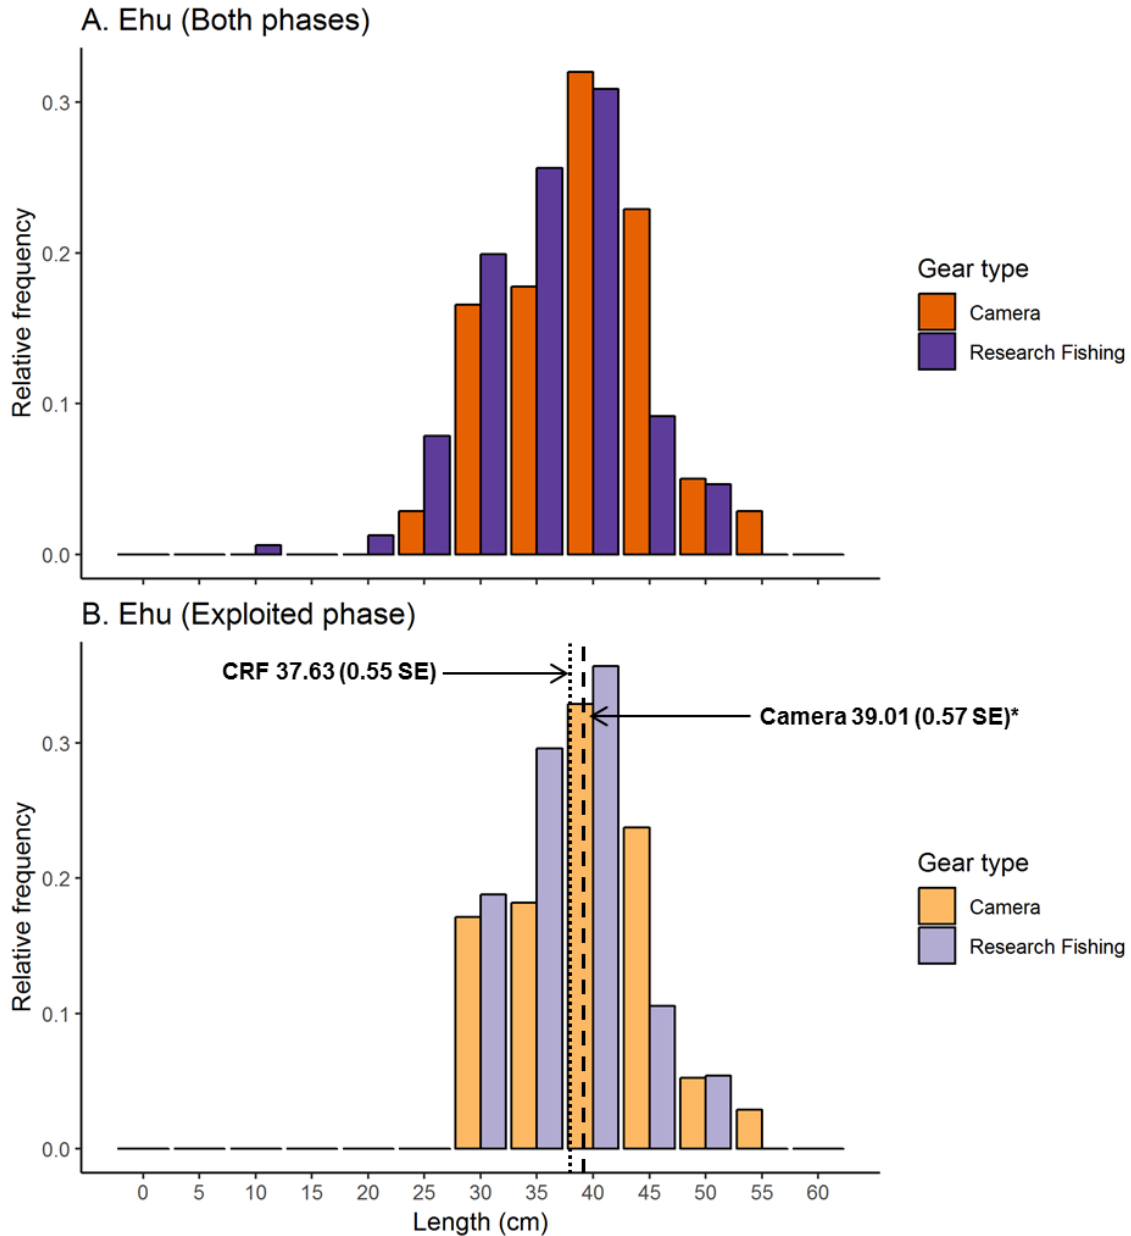 A. Ehu (Both phases)
Relative frequency
0.3
0.2
0.1
0.0
Gear type
Camera
Research Fishing
B. Ehu (Exploited phase)
CRF 37.63 (0.55 SE)
Camera 39.01 (0.57 SE)*
Relative frequency
0.3
0.2
0.1
0.0
Gear type
Camera
Research Fishing
0 5 10 15 20 25 30 35 40 45 50 55 60
Length (cm)